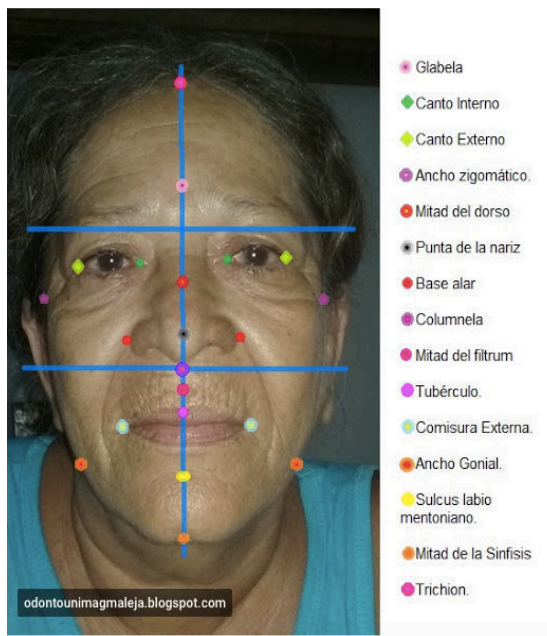 Glabela
Canto Interno
Canto Externo
Ancho zigomático.
Mitad del dorso
Punta de la nariz
Base alar
Columnela
Mitad del filtrum
Tubérculo.
Comisura Externa.
Ancho Gonial.
Sulcus labio
mentoniano.
Mitad de la Sinfisis
Trichion.
odontounimagmaleja.blogspot.com